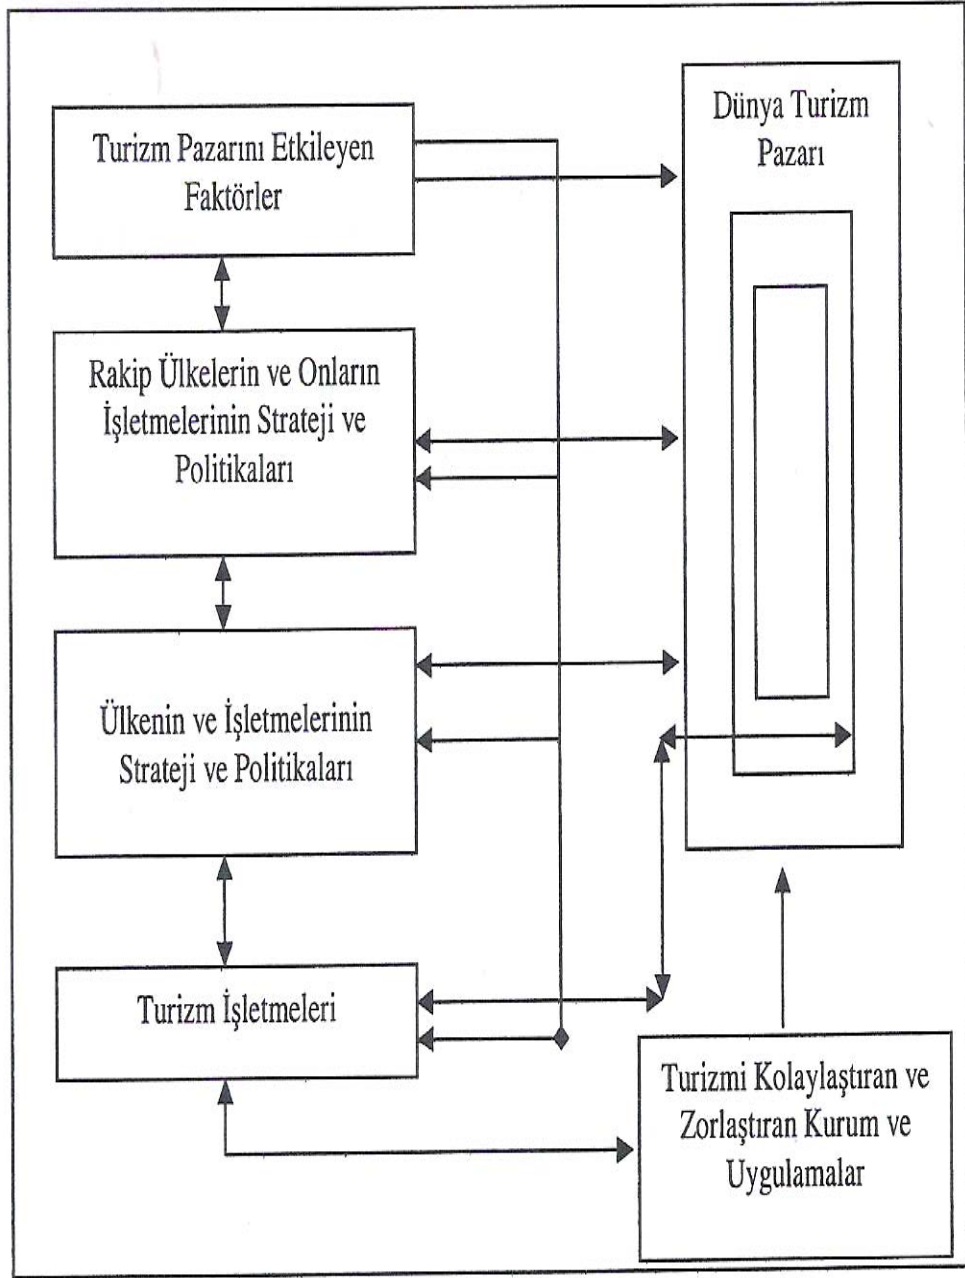 Turizm Pazarını Etkileyen
Faktörler
Dünya Turizm
Pazarı
Rakip Ülkelerin ve Onların
İşletmelerinin Strateji ve
Politikaları
Ülkenin ve İşletmelerinin
Strateji ve Politikaları
Turizm İşletmeleri
Turizmi Kolaylaştıran ve
Zorlaştıran Kurum ve
Uygulamalar